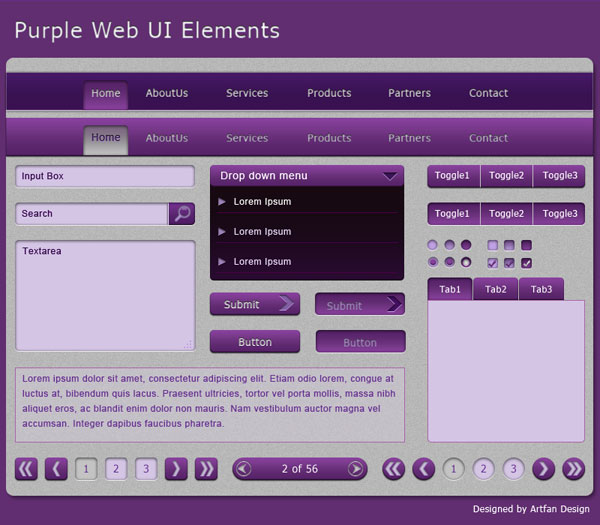 Purple Web UI Elements
Home AboutUs Services Products Partners Contact
Home AboutUs Services Products Partners Contact
Input Box
Search
Textarea
Drop down menu
Lorem Ipsum
Lorem Ipsum
Lorem Ipsum
Submit Submit
Button Button
Toggle1 Toggle2 Toggle3
Toggle1 Toggle2 Toggle3
Tab1 Tab2 Tab3
Lorem ipsum dolor sit amet, consectetur adipiscing elit. Etiam odio lorem, congue at
luctus at, bibendum quis lacus. Praesent ultricies, tortor vel porta mollis, massa nibh
aliquet eros, ac blandit enim dolor non mauris. Nam vestibulum auctor magna vel
accumsan. Integer dapibus faucibus pharetra.
1 2 3 2 of 56 1 2 3
Designed by Artfan Design